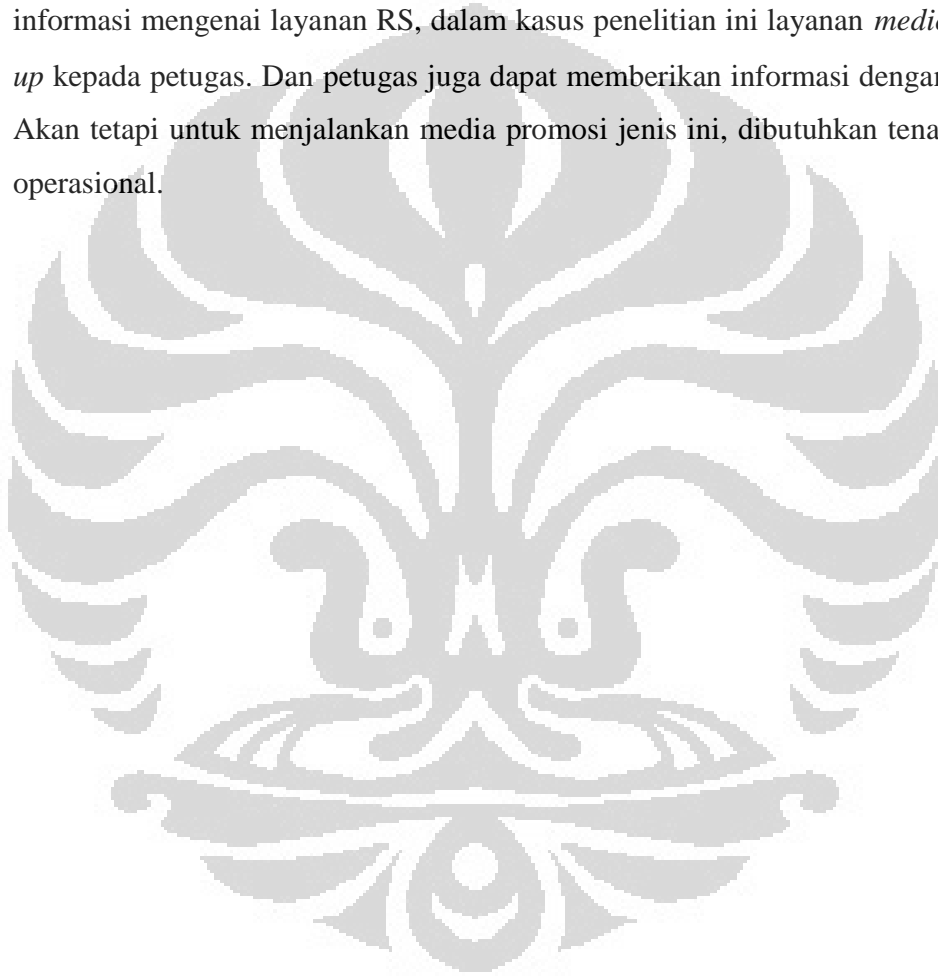 informasi mengenai layanan RS, dalam kasus penelitian ini layanan
up kepada petugas. Dan petugas juga dapat memberikan informasi dengan
Akan tetapi untuk menjalankan media promosi jenis ini, dibutuhkan
operasional.